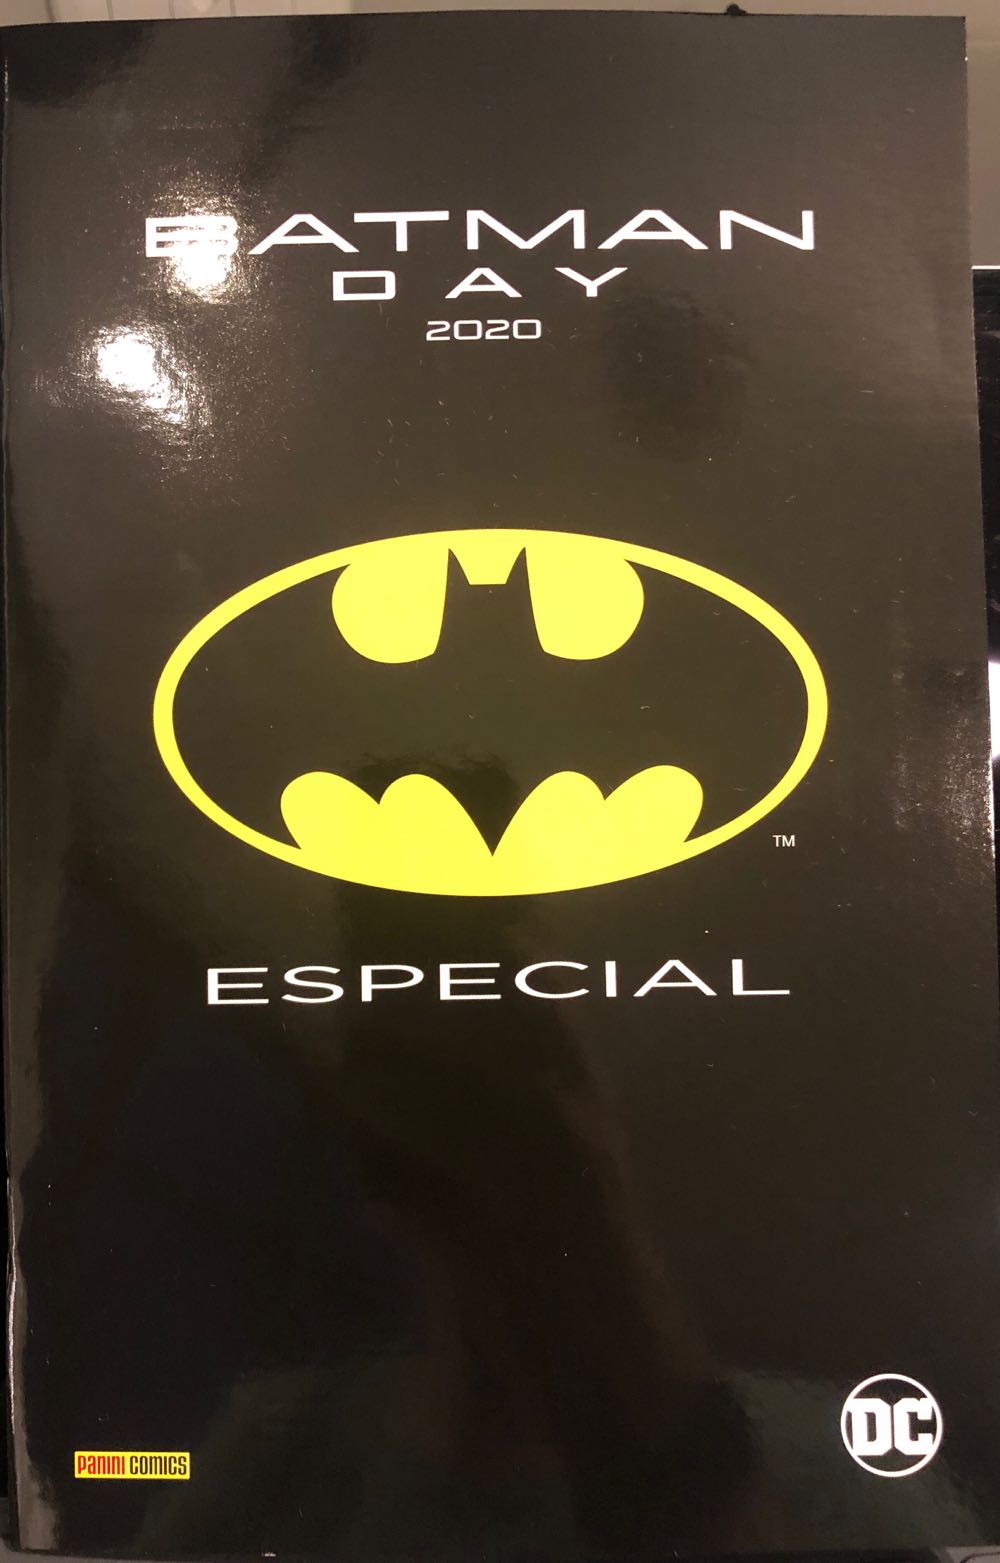 BATMAN
DAY
2020
TM
ESPECIAL
DC
PANINI COMICS